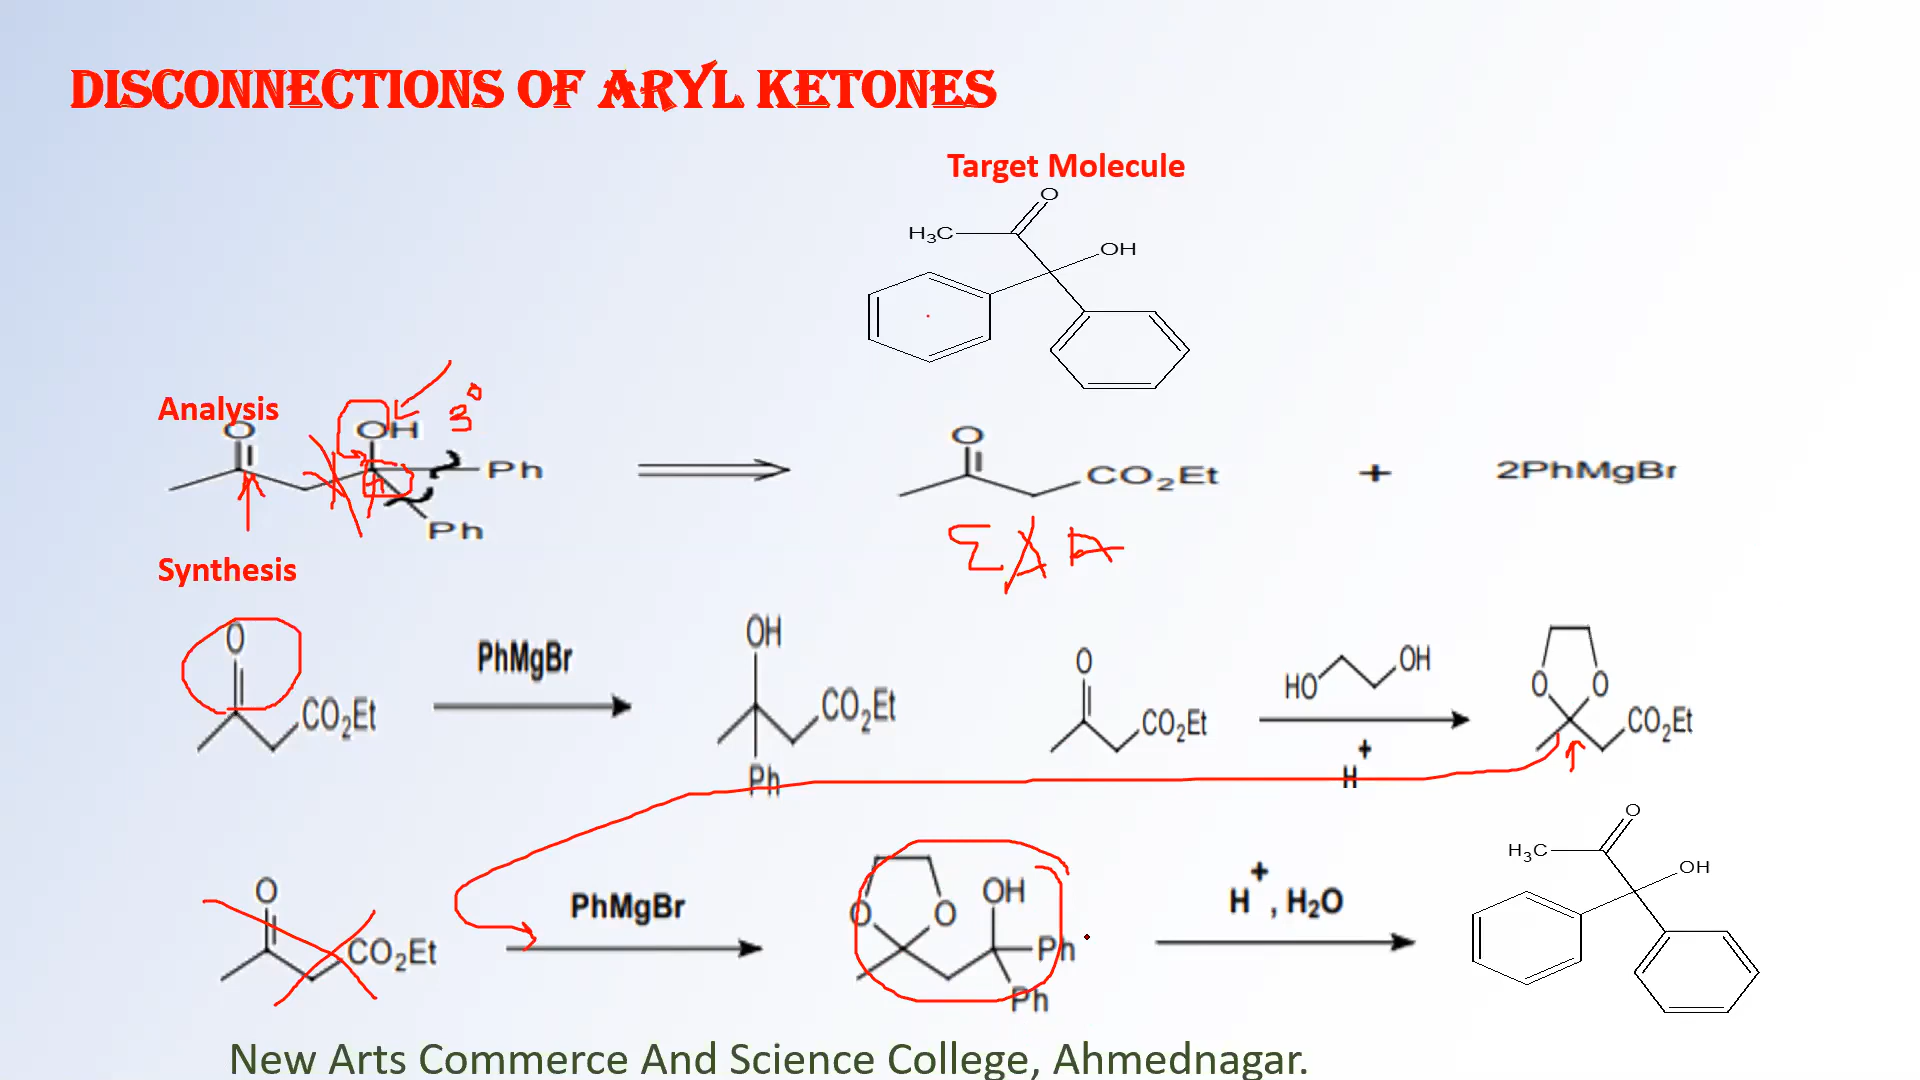 DISCONNECTIONS OF ARYL KETONES
Target Molecule
O
H₃C
OH
Analysis
O
OH
3°
Ph
Ph
O
CO₂Et
+
2PhMgBr
EAA
Synthesis
O
CO₂Et
PhMgBr
OH
CO₂Et
Ph
O
CO₂Et
HO
OH
H⁺
O
O
CO₂Et
O
CO₂Et
PhMgBr
O
O
OH
Ph
Ph
H⁺, H₂O
O
H₃C
OH
New Arts Commerce And Science College, Ahmednagar.